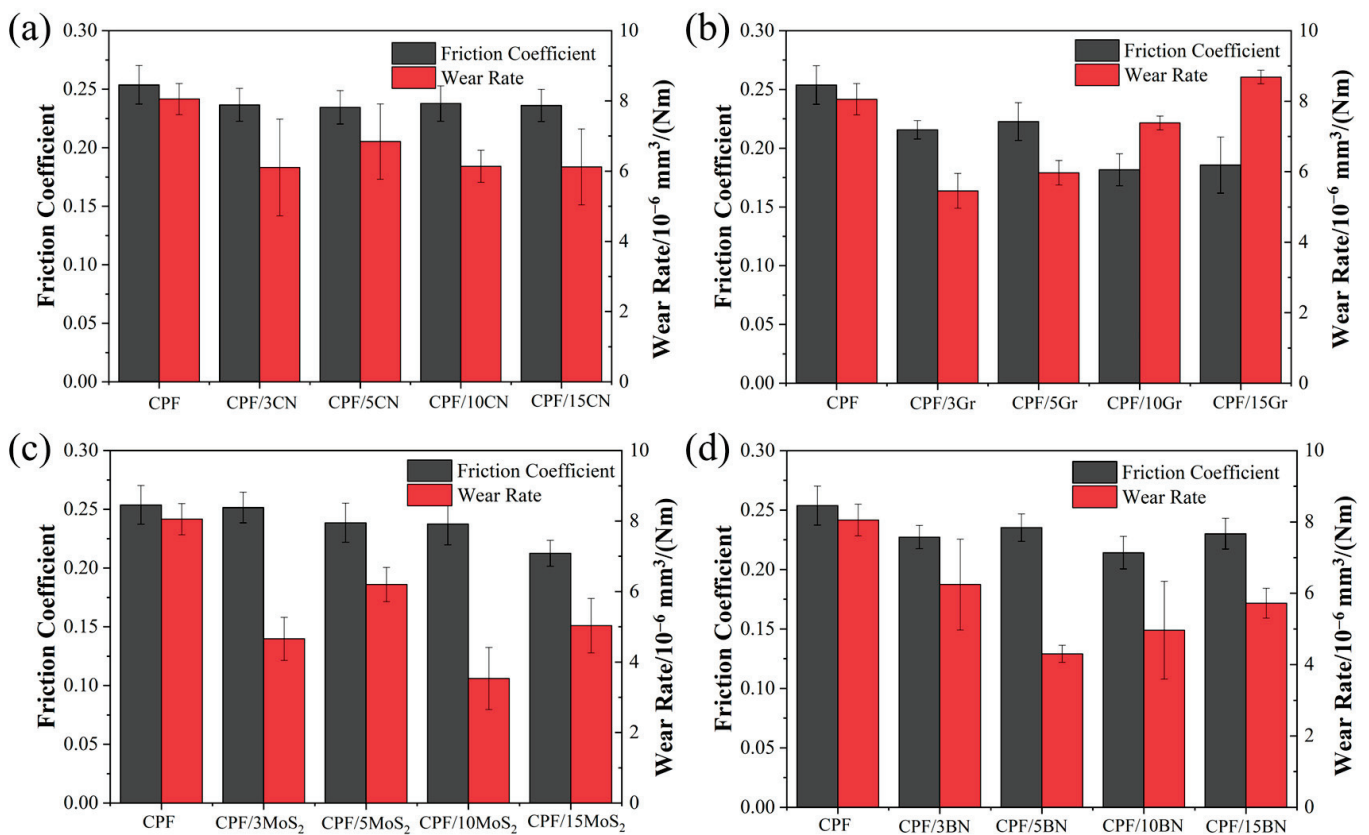 (a)
Friction Coefficient
0.30
0.25
0.20
0.15
0.10
0.05
0.00
Friction Coefficient
Wear Rate
10
8
6
4
2
0
Wear Rate/10⁻⁶ mm³/(Nm)
CPF CPF/3CN CPF/5CN CPF/10CN CPF/15CN
(b)
Friction Coefficient
0.30
0.25
0.20
0.15
0.10
0.05
0.00
Friction Coefficient
Wear Rate
10
8
6
4
2
0
Wear Rate/10⁻⁶ mm³/(Nm)
CPF CPF/3Gr CPF/5Gr CPF/10Gr CPF/15Gr
(c)
Friction Coefficient
0.30
0.25
0.20
0.15
0.10
0.05
0.00
Friction Coefficient
Wear Rate
10
8
6
4
2
0
Wear Rate/10⁻⁶ mm³/(Nm)
CPF CPF/3MoS₂ CPF/5MoS₂ CPF/10MoS₂ CPF/15MoS₂
(d)
Friction Coefficient
0.30
0.25
0.20
0.15
0.10
0.05
0.00
Friction Coefficient
Wear Rate
10
8
6
4
2
0
Wear Rate/10⁻⁶ mm³/(Nm)
CPF CPF/3BN CPF/5BN CPF/10BN CPF/15BN